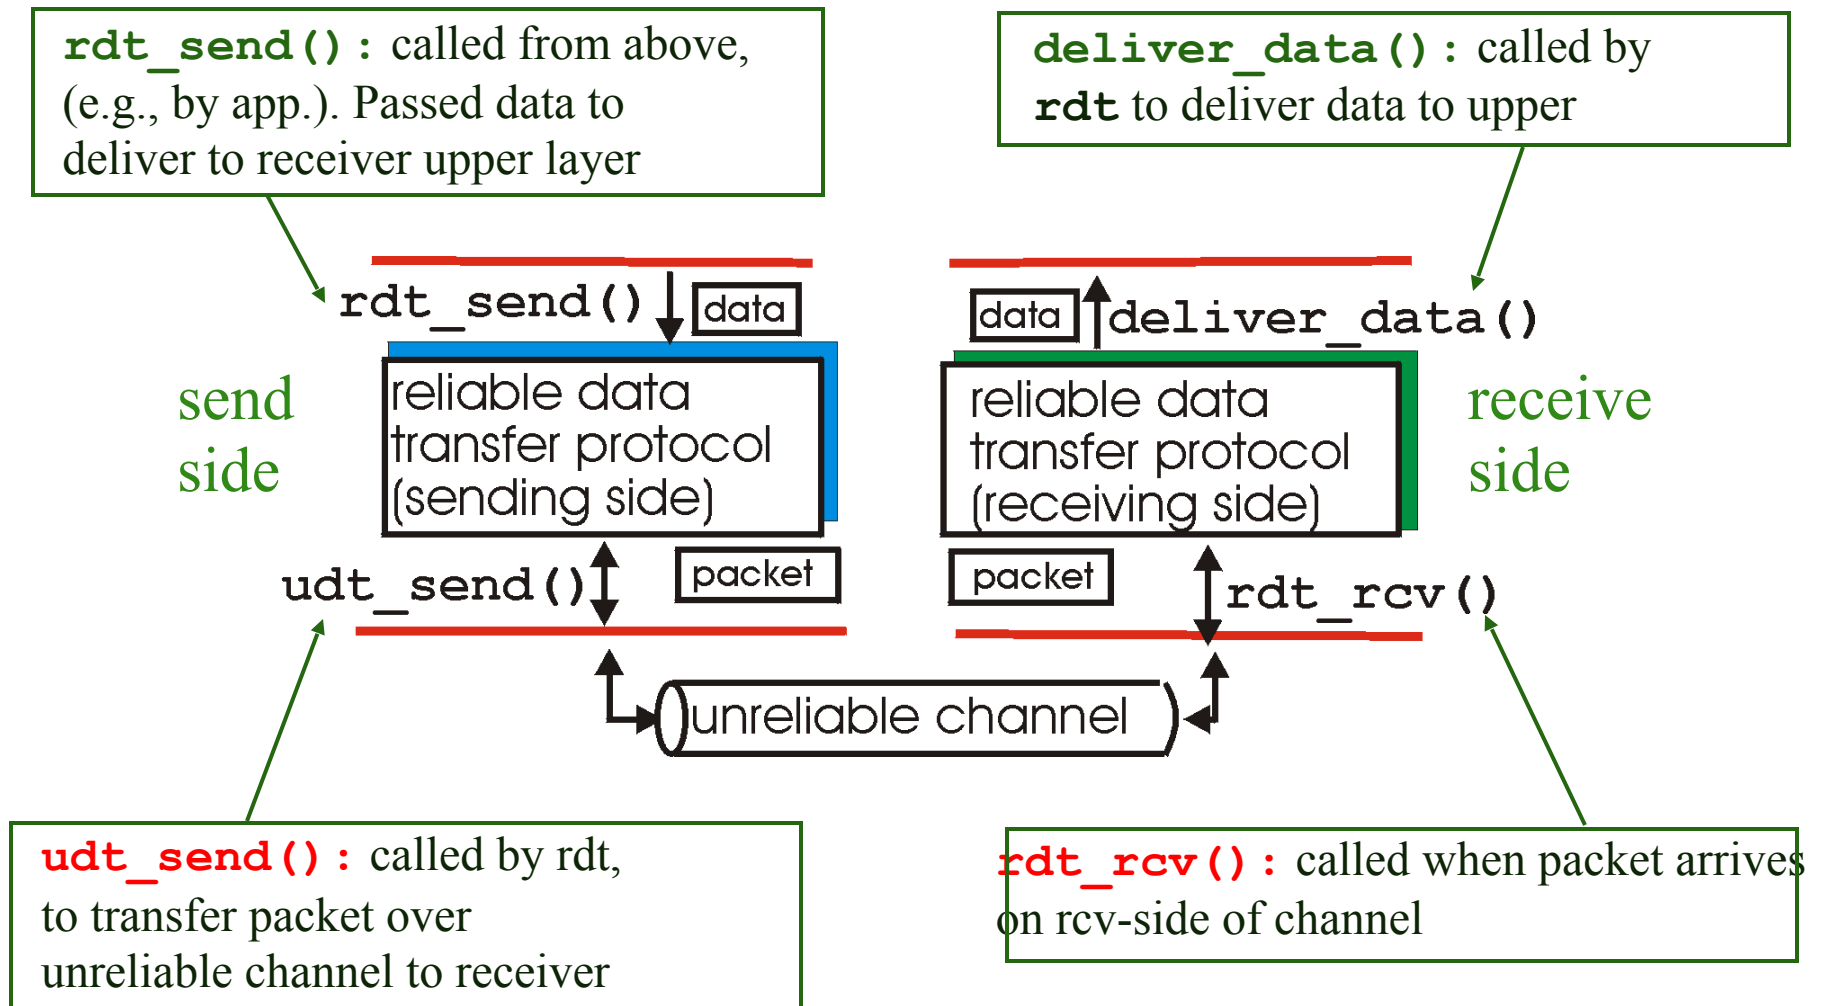 rdt_send(): called from above,
(e.g., by app.). Passed data to
deliver to receiver upper layer
deliver_data(): called by
rdt to deliver data to upper
rdt_send()
data
data
deliver_data()
send
side
reliable data
transfer protocol
(sending side)
reliable data
transfer protocol
(receiving side)
receive
side
udt_send()
packet
packet
rdt_rcv()
unreliable channel
udt_send(): called by rdt,
to transfer packet over
unreliable channel to receiver
rdt_rcv(): called when packet arrives
on rcv-side of channel